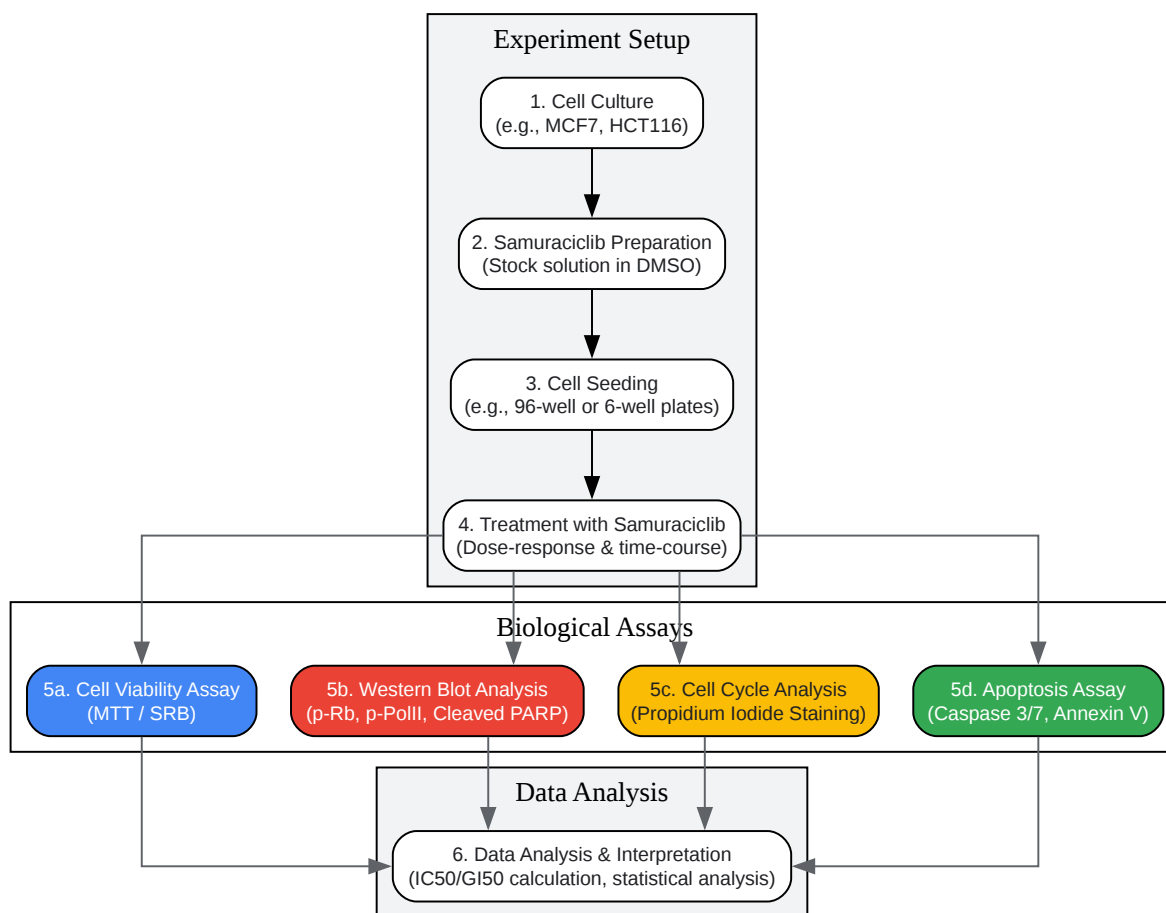 Experiment Setup
1. Cell Culture
(e.g., MCF7, HCT116)
2. Samuraciclib Preparation
(Stock solution in DMSO)
3. Cell Seeding
(e.g., 96-well or 6-well plates)
4. Treatment with Samuraciclib
(Dose-response & time-course)
Biological Assays
5a. Cell Viability Assay
(MTT / SRB)
5b. Western Blot Analysis
(p-Rb, p-PolII, Cleaved PARP)
5c. Cell Cycle Analysis
(Propidium Iodide Staining)
5d. Apoptosis Assay
(Caspase 3/7, Annexin V)
Data Analysis
6. Data Analysis & Interpretation
(IC50/GI50 calculation, statistical analysis)